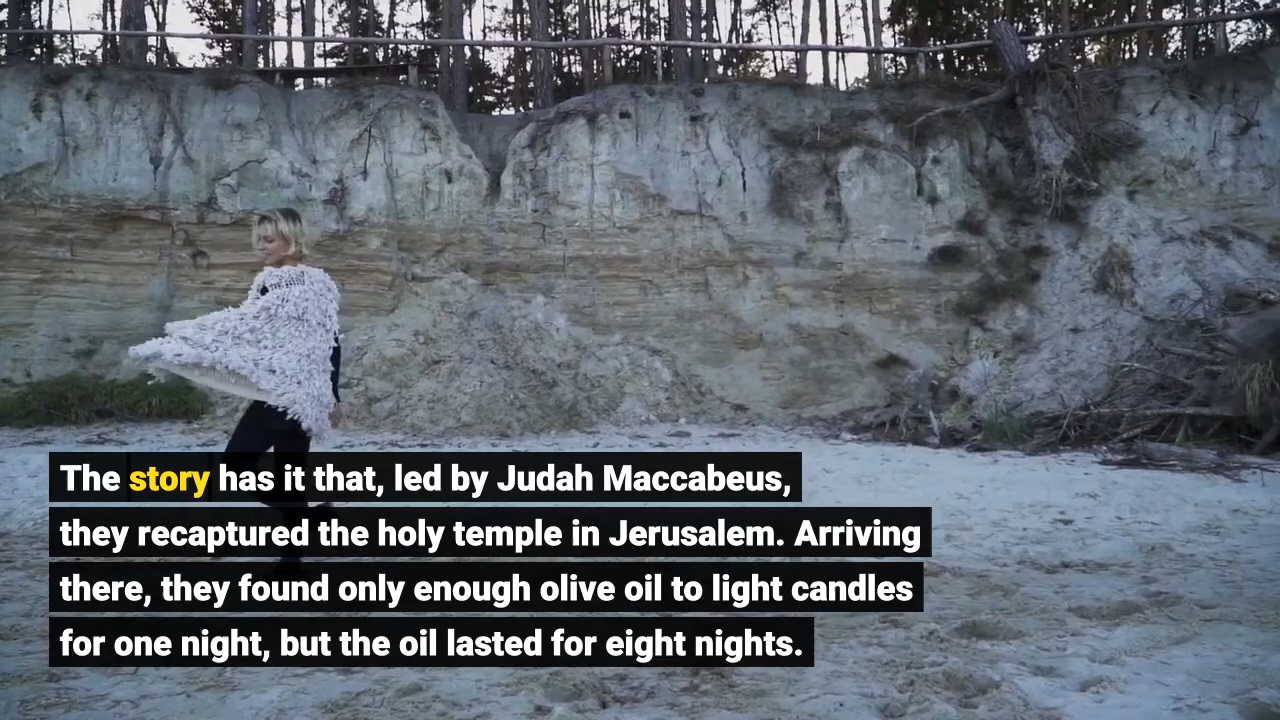 The story has it that, led by Judah Maccabeus,
they recaptured the holy temple in Jerusalem. Arriving
there, they found only enough olive oil to light candles
for one night, but the oil lasted for eight nights.